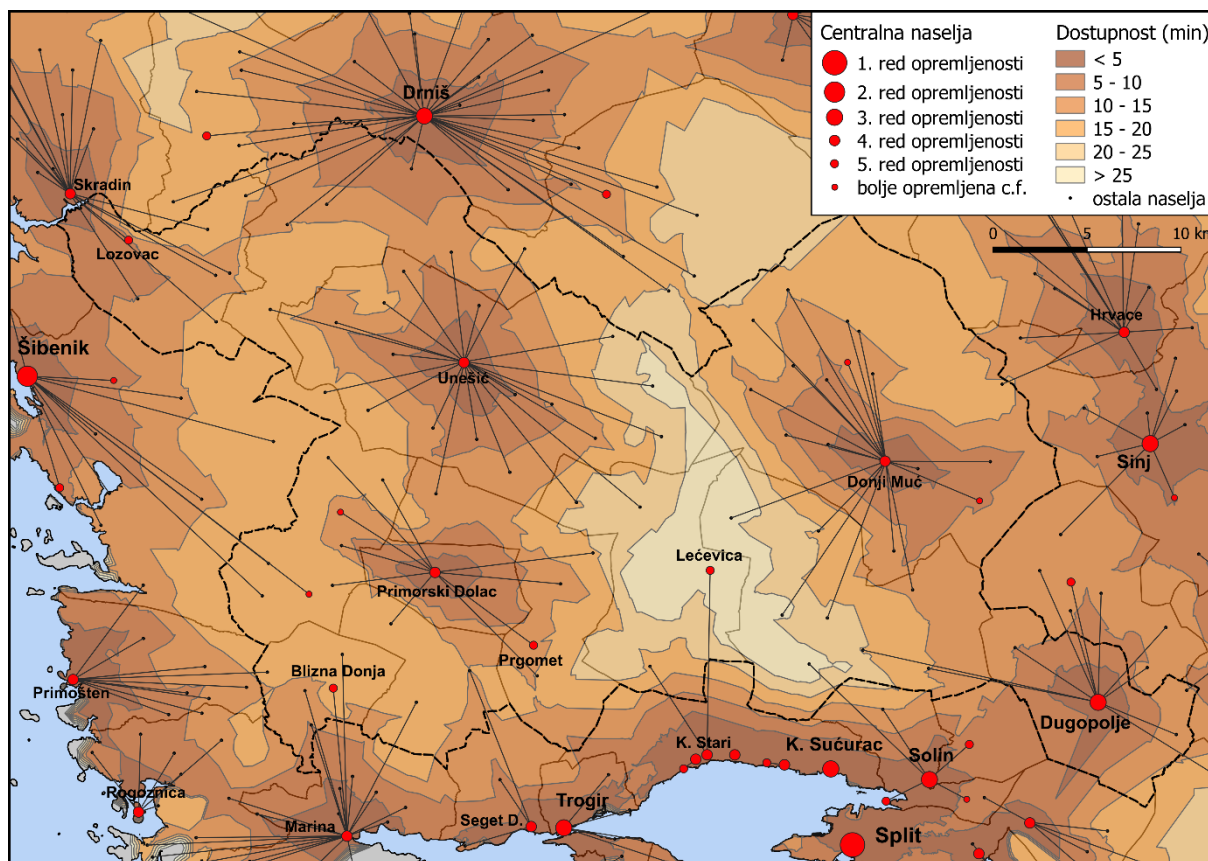 Centralna naselja
1. red opremljenosti
2. red opremljenosti
3. red opremljenosti
4. red opremljenosti
5. red opremljenosti
bolje opremljena c.f.
Dostupnost (min)
< 5
5 - 10
10 - 15
15 - 20
20 - 25
> 25
ostala naselja
0 5 10 km
Drniš
Skradin
Lozovac
Hrvace
Šibenik
Unešić
Sinj
Donji Muć
Lećevica
Primorski Dolac
Prgomet
Blizna Donja
Primošten
Dugopolje
K. Stari
K. Sućurac
Solin
Rogoznica
Trogir
Seget D.
Marina
Split